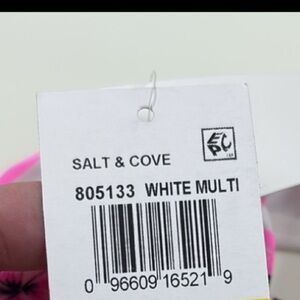 SALT & COVE
805133 WHITE MULTI
0 96609 16521 9